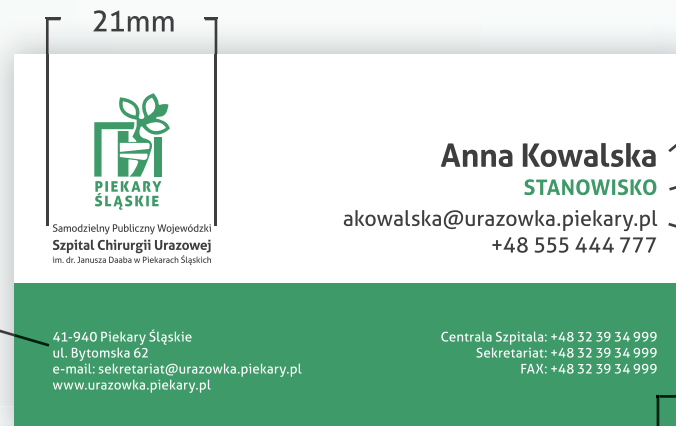 21mm
PIEKARY
ŚLĄSKIE
Samodzielny Publiczny Wojewódzki
Szpital Chirurgii Urazowej
im. dr. Janusza Daaba w Piekarach Śląskich
Anna Kowalska
STANOWISKO
akowalska@urazowka.piekary.pl
+48 555 444 777
41-940 Piekary Śląskie
ul. Bytomska 62
e-mail: sekretariat@urazowka.piekary.pl
www.urazowka.piekary.pl
Centrala Szpitala: +48 32 39 34 999
Sekretariat: +48 32 39 34 999
FAX: +48 32 39 34 999